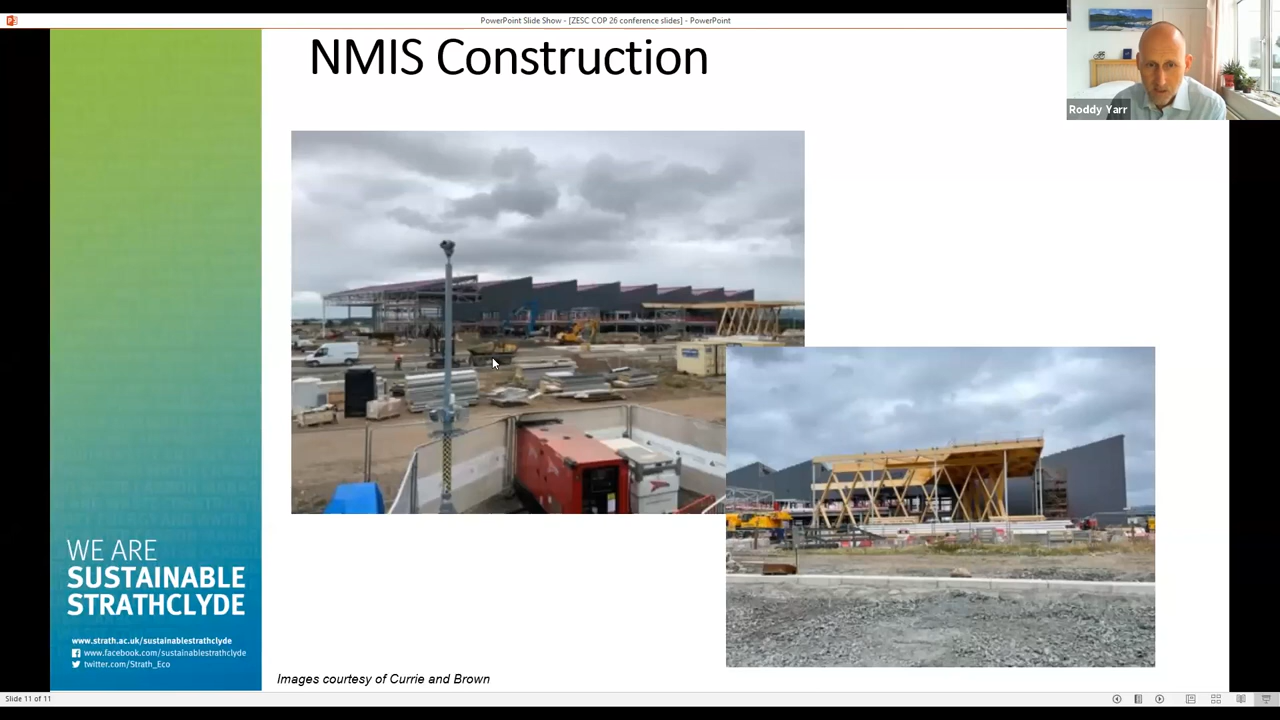 PowerPoint Slide Show - [ZESC COP 26 conference slides] - PowerPoint
NMIS Construction
Roddy Yarr
WE ARE
SUSTAINABLE
STRATHCLYDE
www.strath.ac.uk/sustainablestrathclyde
www.facebook.com/sustainablestrathclyde
twitter.com/Strath_Eco
Images courtesy of Currie and Brown
Slide 11 of 11